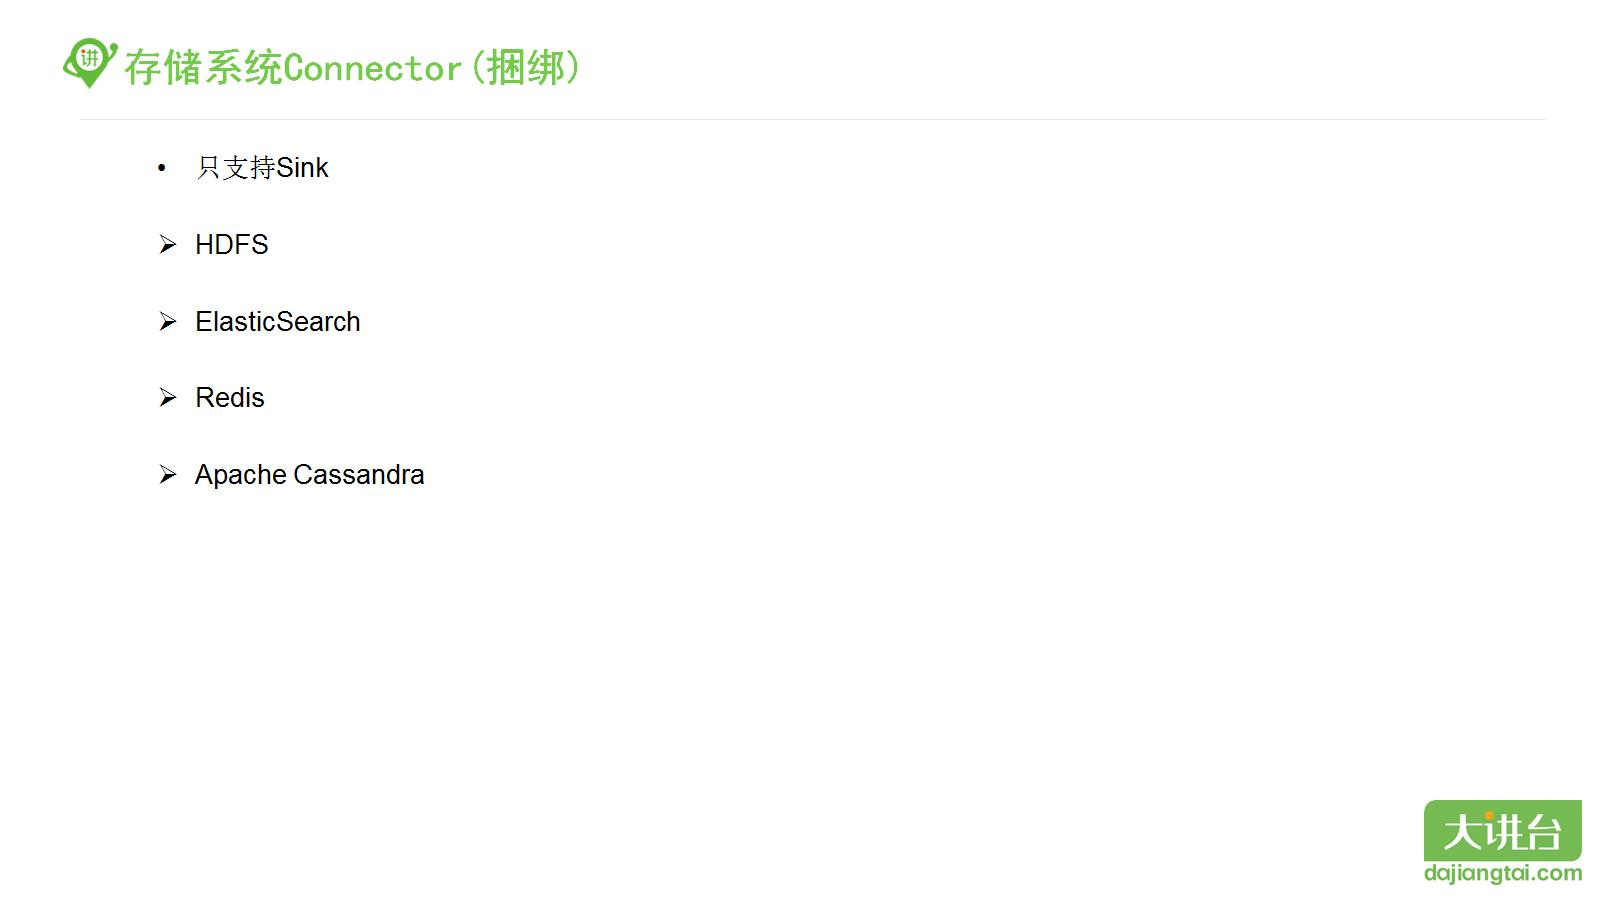 讲
存储系统Connector(捆绑)
• 只支持Sink
➢ HDFS
➢ ElasticSearch
➢ Redis
➢ Apache Cassandra
大讲台
dajiangtai.com